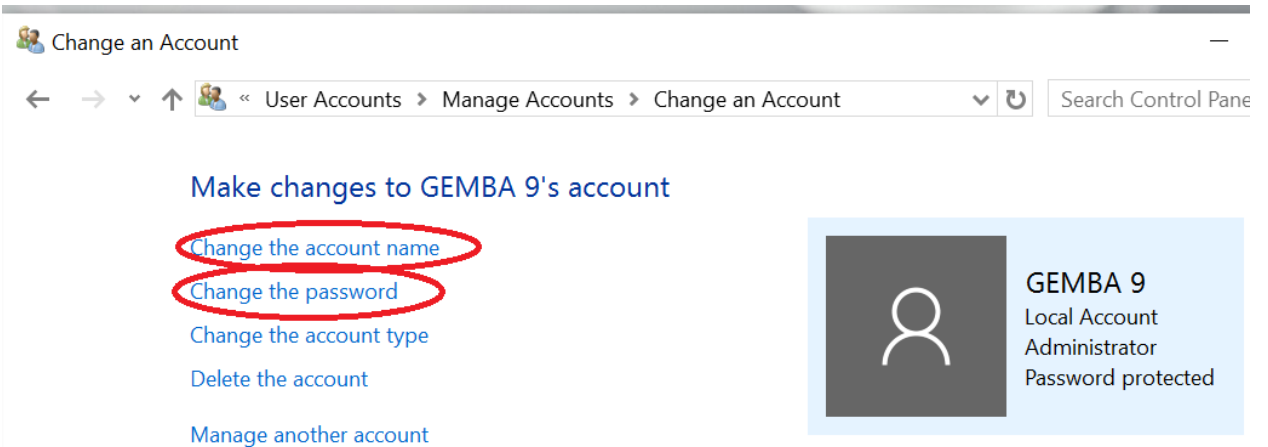 Change an Account
« User Accounts > Manage Accounts > Change an Account
Search Control Pane
Make changes to GEMBA 9's account
Change the account name
Change the password
Change the account type
Delete the account
Manage another account
GEMBA 9
Local Account
Administrator
Password protected